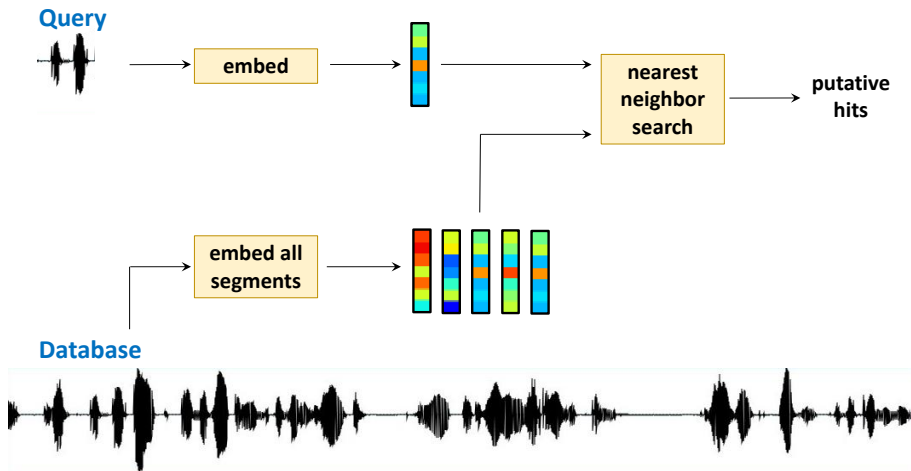 Query
embed
nearest
neighbor
search
putative
hits
embed all
segments
Database